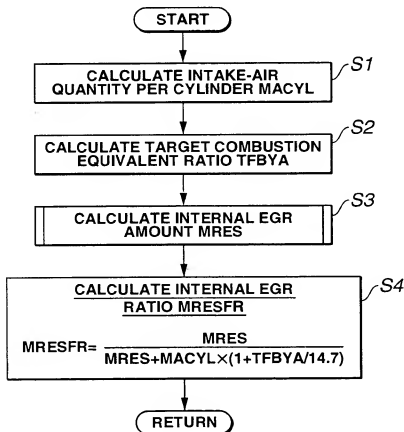 START
S1
CALCULATE INTAKE-AIR
QUANTITY PER CYLINDER MACYL
S2
CALCULATE TARGET COMBUSTION
EQUIVALENT RATIO TFBYA
S3
CALCULATE INTERNAL EGR
AMOUNT MRES
S4
CALCULATE INTERNAL EGR
RATIO MRESFR
MRESFR= MRES
MRES+MACYL×(1+TFBYA/14.7)
RETURN